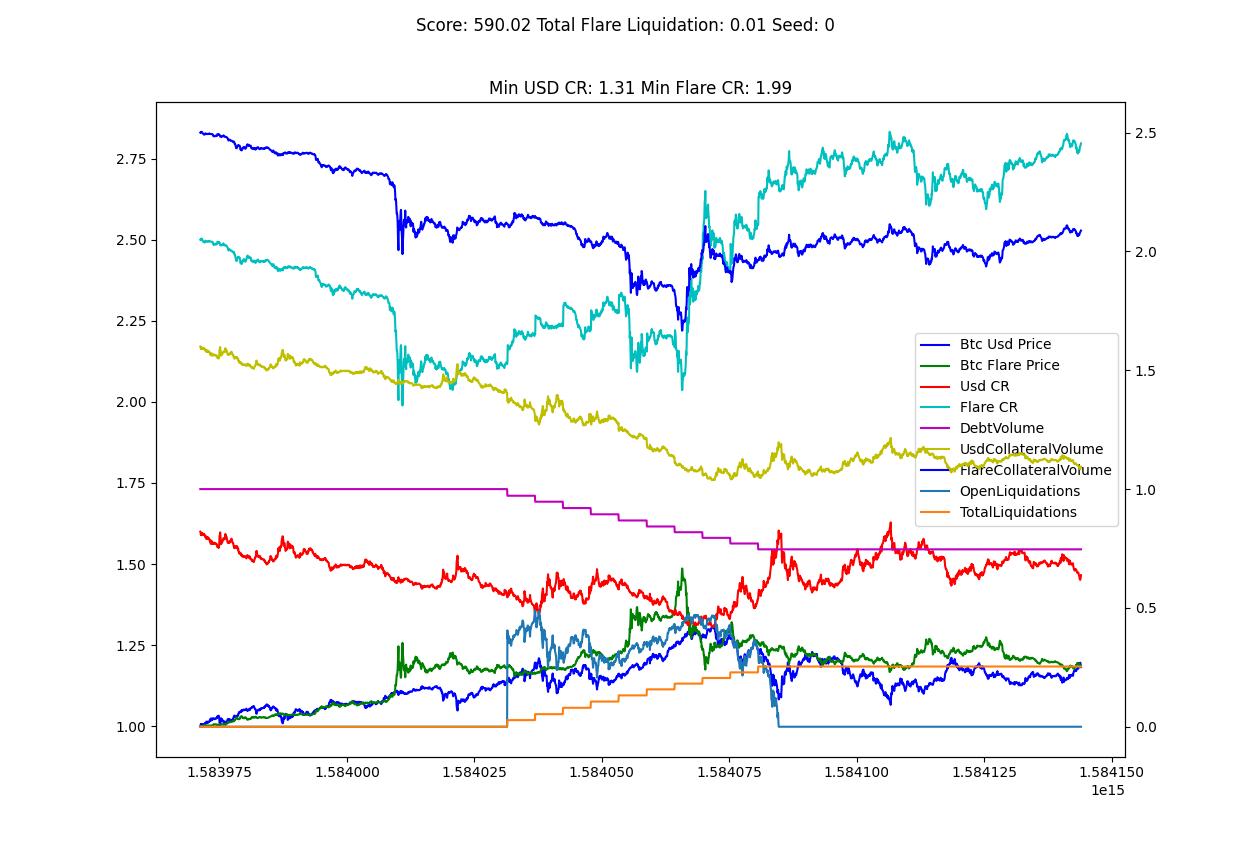 Score: 590.02 Total Flare Liquidation: 0.01 Seed: 0
Min USD CR: 1.31 Min Flare CR: 1.99
2.75
2.50
2.25
2.00
1.75
1.50
1.25
1.00
2.5
2.0
1.5
1.0
0.5
0.0
Btc Usd Price
Btc Flare Price
Usd CR
Flare CR
DebtVolume
UsdCollateralVolume
FlareCollateralVolume
OpenLiquidations
TotalLiquidations
1.583975 1.584000 1.584025 1.584050 1.584075 1.584100 1.584125 1.584150
1e15